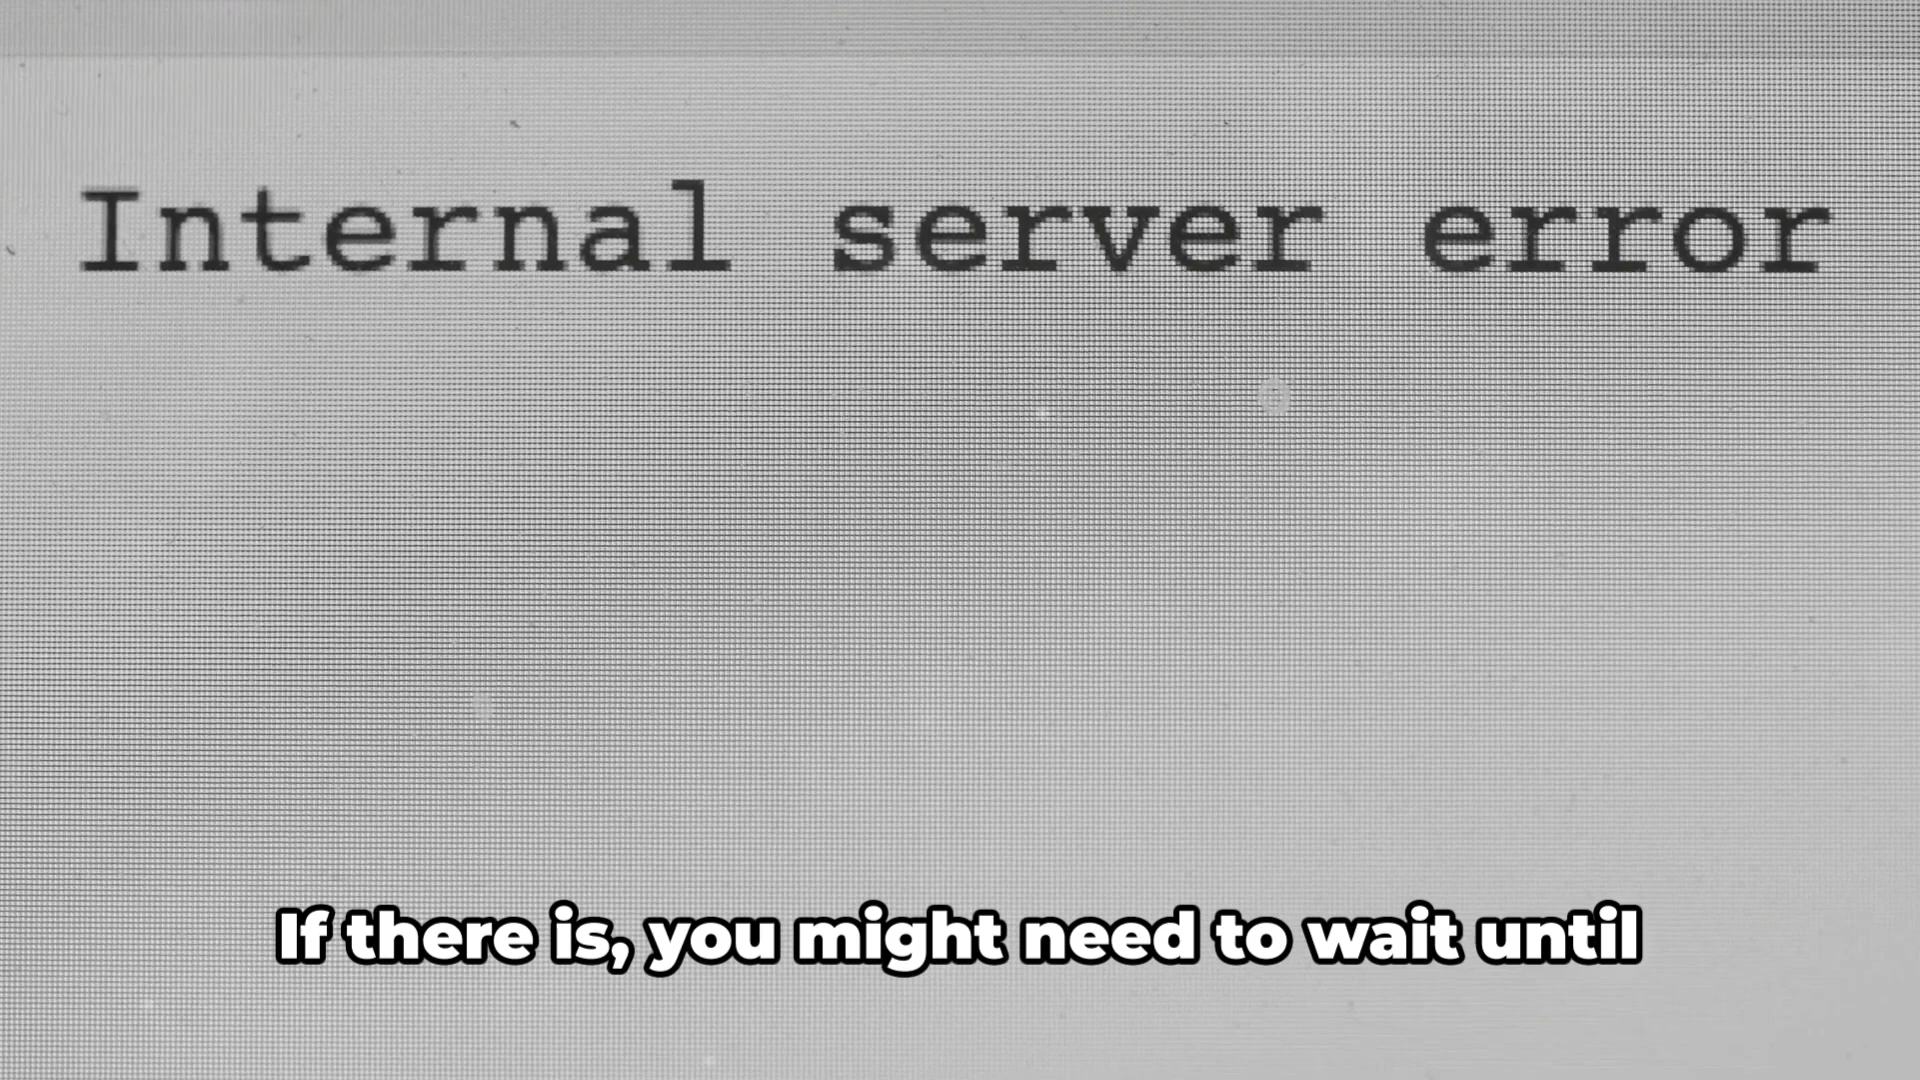 Internal server error
If there is, you might need to wait until